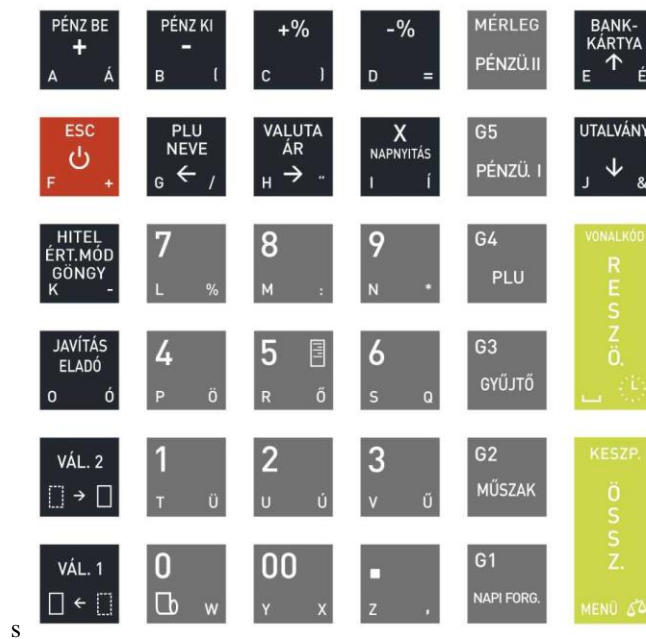 PÉNZ BE
+
A Á
PÉNZ KI
-
B (
+%
C )
-%
D =
MÉRLEG
PÉNZÜ.II
BANK-
KÁRTYA
↑
E É
ESC
F +
PLU
NEVE
←
G /
VALUTA
ÁR
→
H "
X
NAPNYITÁS
I Í
G5
PÉNZÜ. I
UTALVÁNY
↓
J &
HITEL
ÉRT.MÓD
GÖNGY
K -
7
L %
8
M :
9
N *
G4
PLU
VONALKÓD
R
E
S
Z
Ö.
L
JAVÍTÁS
ELADÓ
O Ó
4
P Ö
5
R Ő
6
S Q
G3
GYŰJTŐ
VÁL. 2
→
1
T Ü
2
U Ú
3
V Ű
G2
MŰSZAK
KESZP.
Ö
S
S
Z.
MENÜ
VÁL. 1
←
0
W
00
Y X
.
Z ,
G1
NAPI FORG.
s